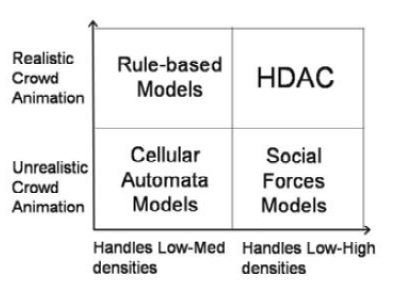 Realistic
Crowd
Animation
Rule-based
Models
HDAC
Unrealistic
Crowd
Animation
Cellular
Automata
Models
Social
Forces
Models
Handles Low-Med
densities
Handles Low-High
densities